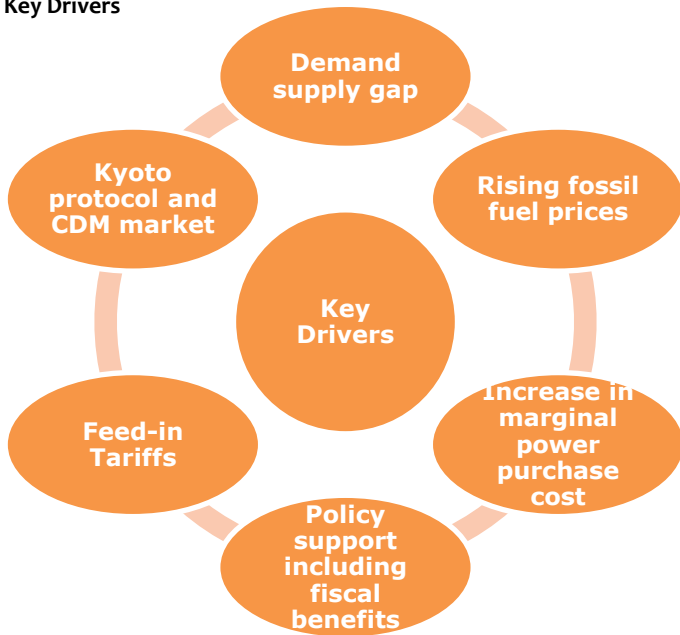 Key Drivers
Demand
supply gap
Rising fossil
fuel prices
Increase in
marginal
power
purchase
cost
Policy
support
including
fiscal
benefits
Feed-in
Tariffs
Kyoto
protocol and
CDM market
Key
Drivers